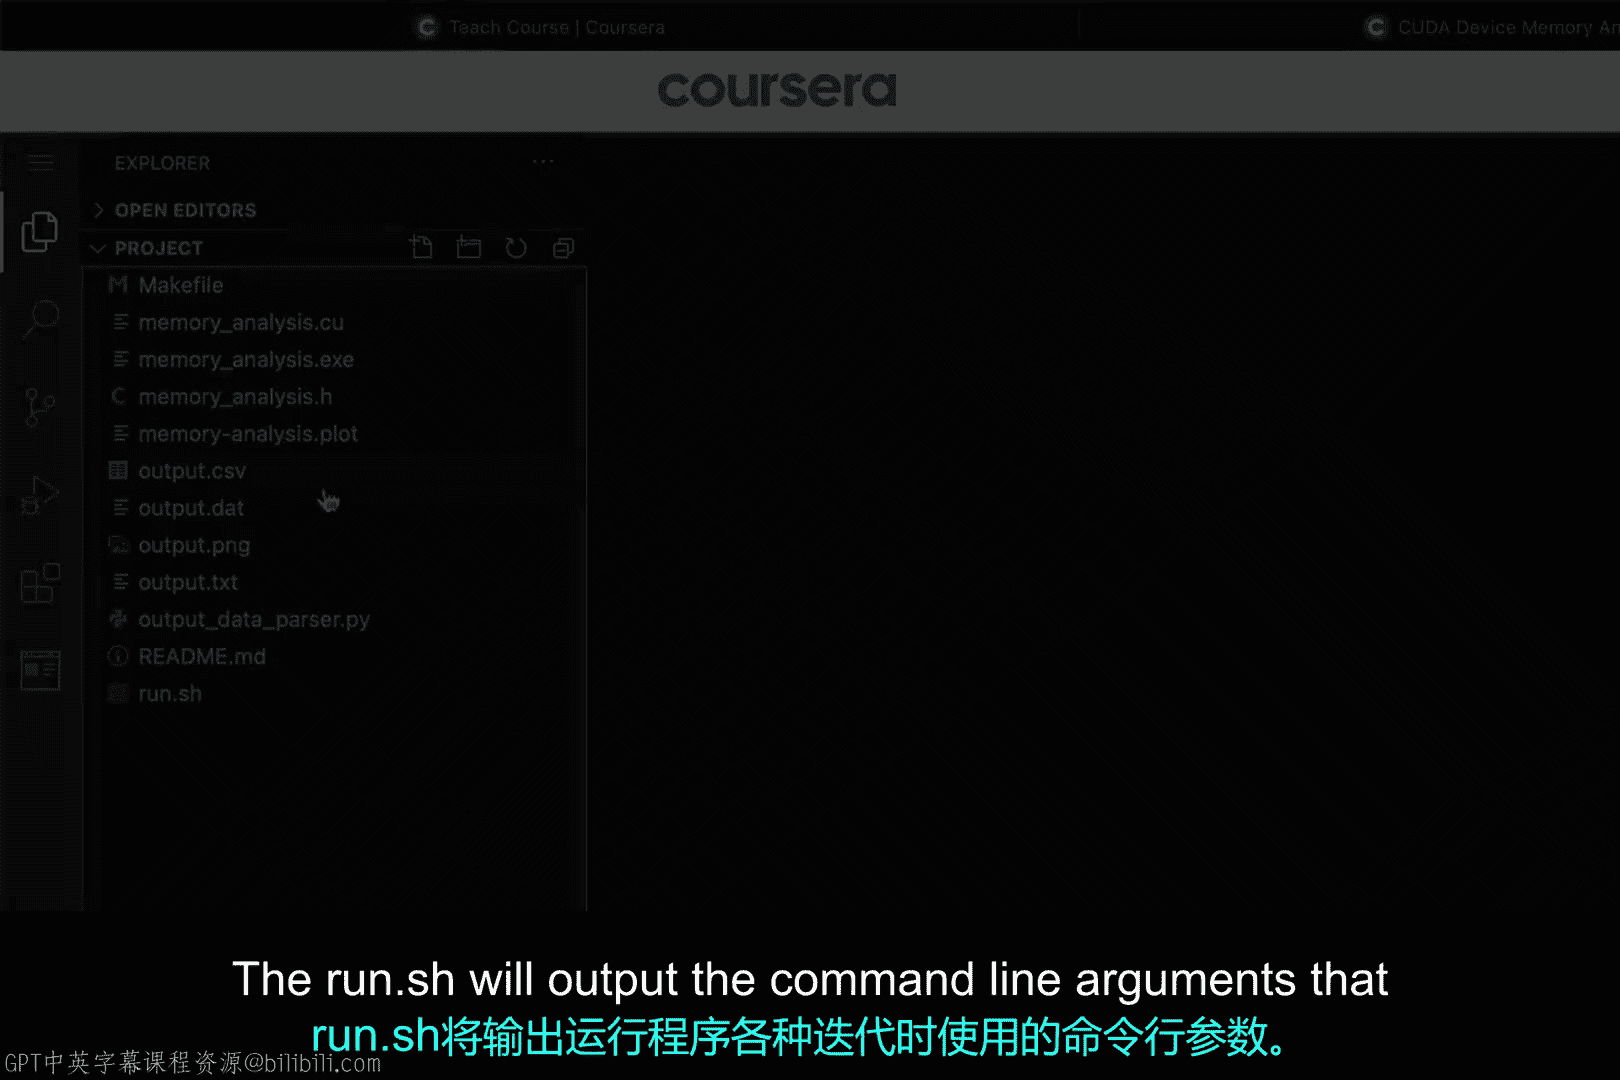 Teach Course | Coursera
CUDA Device Memory An
coursera
EXPLORER
OPEN EDITORS
PROJECT
Makefile
memory_analysis.cu
memory_analysis.exe
memory_analysis.h
memory-analysis.plot
output.csv
output.dat
output.png
output.txt
output_data_parser.py
README.md
run.sh
The run.sh will output the command line arguments that
run.sh将输出运行程序各种迭代时使用的命令行参数。
GPT中英字幕课程资源@bilibili.com